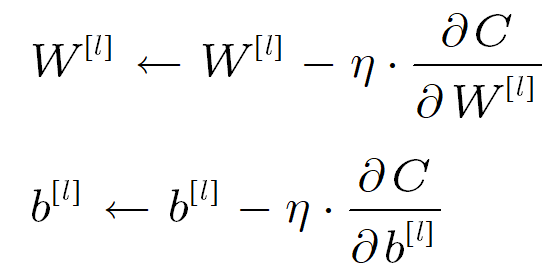 W^{[l]} ← W^{[l]} − η · ∂C/∂W^{[l]}
b^{[l]} ← b^{[l]} − η · ∂C/∂b^{[l]}